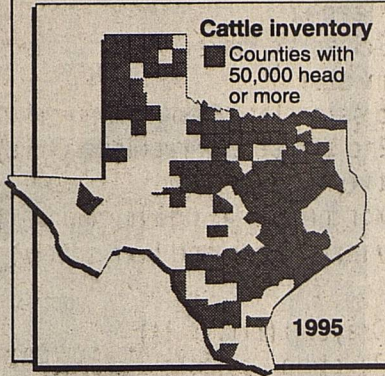 Cattle inventory
Counties with
50,000 head
or more
1995